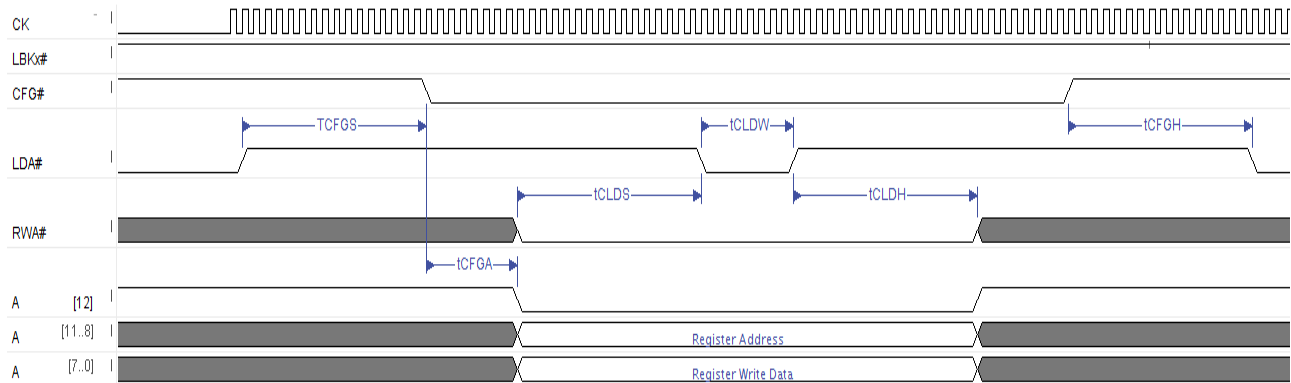 CK
LBKx#
CFG#
TCFGS tCLDW tCFGH
LDA#
tCLDS tCLDH
RWA#
tCFGA
A [12]
A [11..8] Register Address
A [7..0] Register Write Data